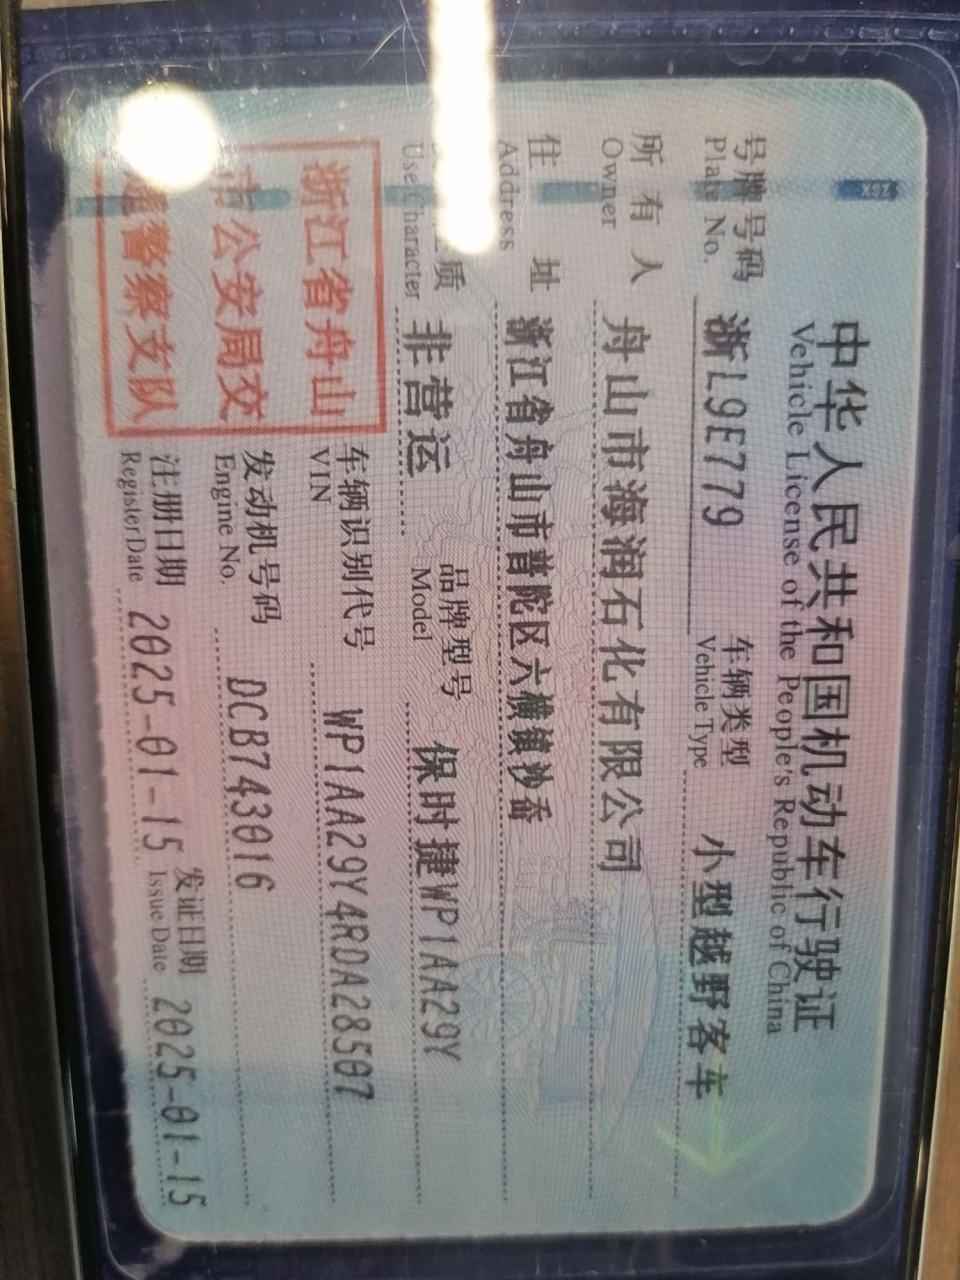 中华人民共和国机动车行驶证
Vehicle License of the People's Republic of China
号牌号码 浙L9E779 车辆类型 小型越野客车
Plate No. Vehicle Type
所有人 舟山市海润石化有限公司
Owner
住址 浙江省舟山市普陀区六横镇沙岙
Address
质 非营运 品牌型号 保时捷WP1AA29Y
Use Character Model
浙江省舟山
市公安局交
通警察支队
车辆识别代号 WP1AA29Y4RDA28507
VIN
发动机号码 DCB743016
Engine No.
注册日期 2025-01-15 发证日期 2025-01-15
Register Date Issue Date
XSZ